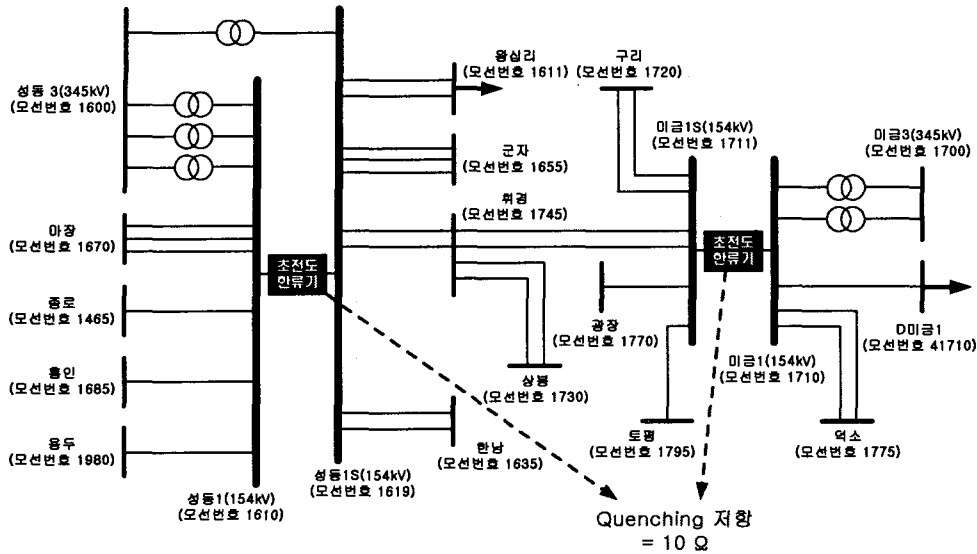 성동 3(345kV)
(모선번호 1600)
마장
(모선번호 1670)
종로
(모선번호 1465)
흥인
(모선번호 1685)
용두
(모선번호 1980)
성동1(154kV)
(모선번호 1610)
초전도
한류기
성동1S(154kV)
(모선번호 1619)
왕십리
(모선번호 1611)
군자
(모선번호 1655)
휘경
(모선번호 1745)
상봉
(모선번호 1730)
한남
(모선번호 1635)
구리
(모선번호 1720)
미금1S(154kV)
(모선번호 1711)
초전도
한류기
광장
(모선번호 1770)
토평
(모선번호 1795)
미금1(154kV)
(모선번호 1710)
미금3(345kV)
(모선번호 1700)
D미금1
(모선번호 41710)
덕소
(모선번호 1775)
Quenching 저항
= 10 Ω